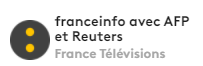 franceinfo avec AFP
et Reuters
France Télévisions